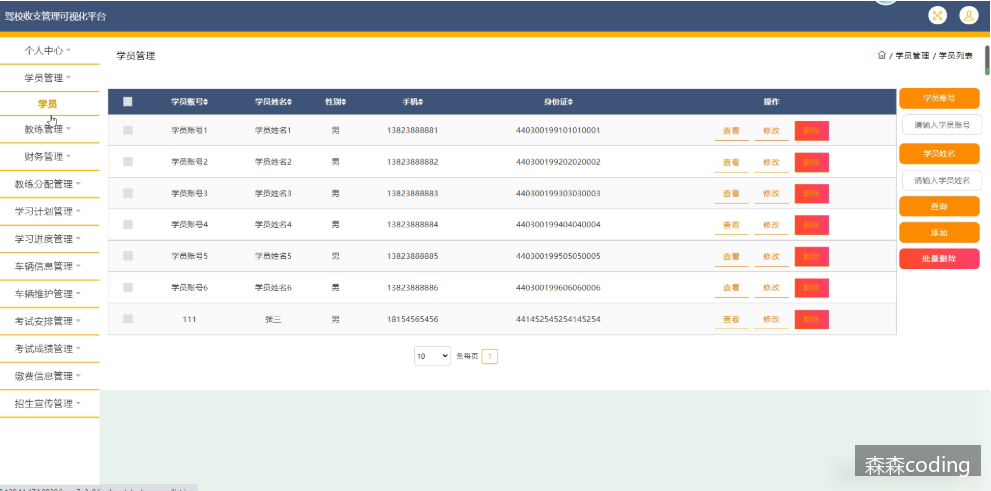 驾校收支管理可视化平台
个人中心
学员管理
学员
教练管理
财务管理
教练分配管理
学习计划管理
学习进度管理
车辆信息管理
车辆维护管理
考试安排管理
考试成绩管理
缴费信息管理
招生宣传管理
学员管理
/ 学员管理 / 学员列表
学员账号 学员姓名 性别 手机 身份证 操作
学员账号1 学员姓名1 男 13823888881 440300199101010001 查看 修改 删除
学员账号2 学员姓名2 男 13823888882 440300199202020002 查看 修改 删除
学员账号3 学员姓名3 男 13823888883 440300199303030003 查看 修改 删除
学员账号4 学员姓名4 男 13823888884 440300199404040004 查看 修改 删除
学员账号5 学员姓名5 男 13823888885 440300199505050005 查看 修改 删除
学员账号6 学员姓名6 男 13823888886 440300199606060006 查看 修改 删除
111 张三 男 18154565456 441452545254145254 查看 修改 删除
10 条每页 1
学员账号
请输入学员账号
学员姓名
请输入学员姓名
查询
添加
批量删除
森森coding